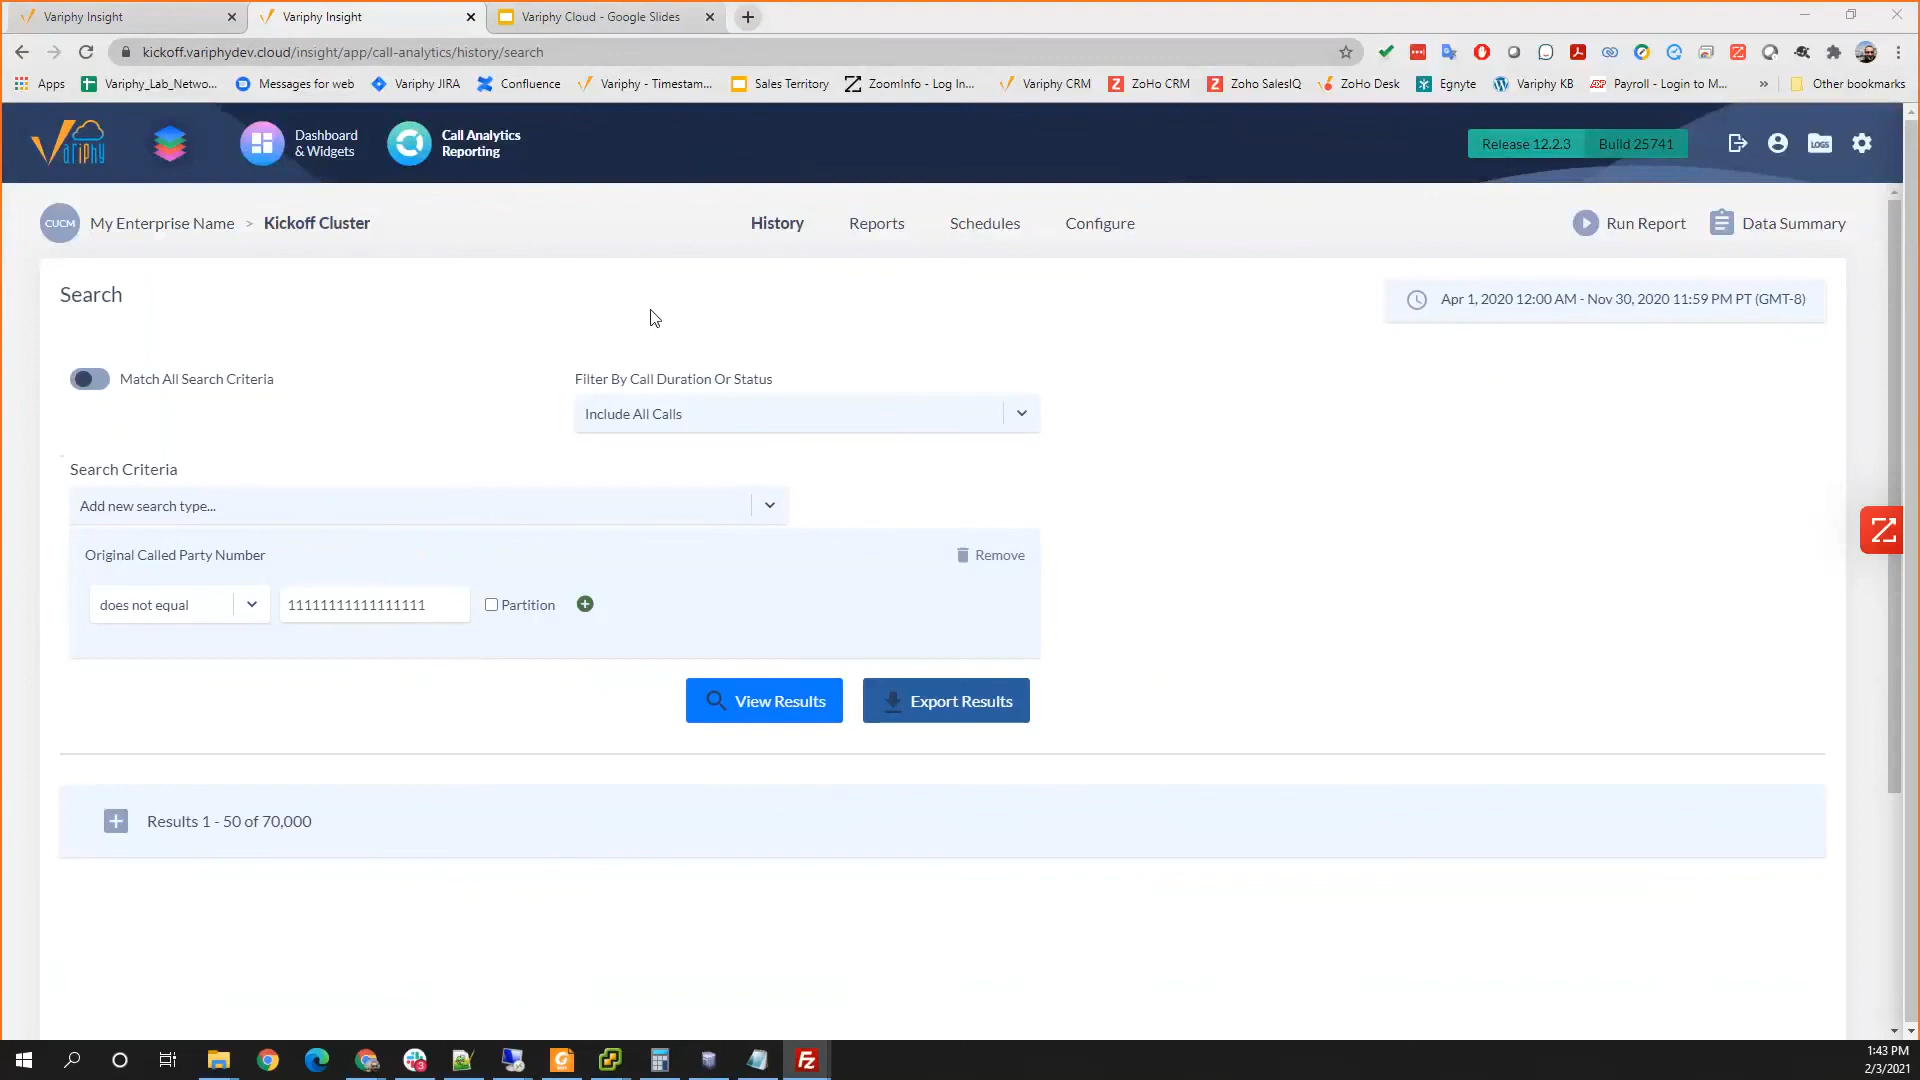 Variphy Insight
Variphy Insight
Variphy Cloud - Google Slides
kickoff.variphydev.cloud/insight/app/call-analytics/history/search
Apps
Variphy_Lab_Netwo...
Messages for web
Variphy JIRA
Confluence
Variphy - Timestam...
Sales Territory
ZoomInfo - Log In...
Variphy CRM
ZoHo CRM
Zoho SalesIQ
ZoHo Desk
Egnyte
Variphy KB
Payroll - Login to M...
»
Other bookmarks
Variphy
Dashboard
& Widgets
Call Analytics
Reporting
Release 12.2.3
Build 25741
LOGS
CUCM
My Enterprise Name > Kickoff Cluster
History
Reports
Schedules
Configure
Run Report
Data Summary
Search
Apr 1, 2020 12:00 AM - Nov 30, 2020 11:59 PM PT (GMT-8)
Match All Search Criteria
Filter By Call Duration Or Status
Include All Calls
Search Criteria
Add new search type...
Original Called Party Number
Remove
does not equal
11111111111111111
Partition
View Results
Export Results
Results 1 - 50 of 70,000
1:43 PM
2/3/2021